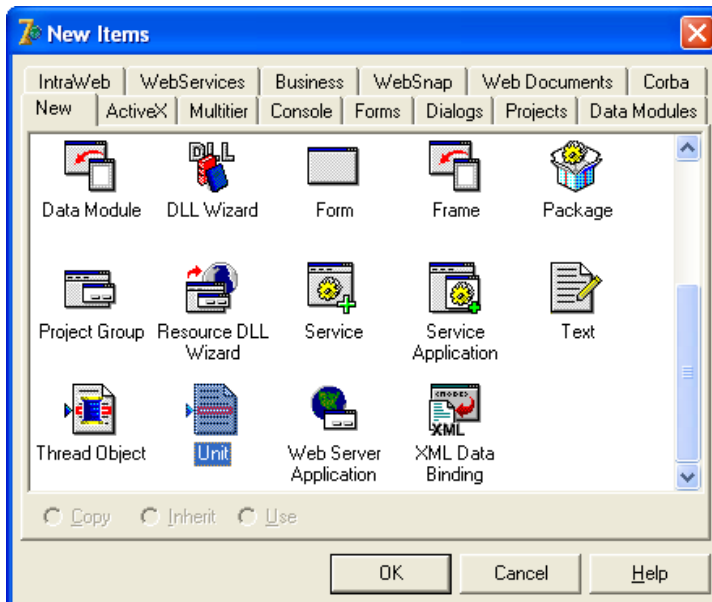 New Items
IntraWeb WebServices Business WebSnap Web Documents Corba
New ActiveX Multitier Console Forms Dialogs Projects Data Modules
DLL
Data Module DLL Wizard Form Frame Package
Project Group Resource DLL Wizard Service Service Application Text
XML
Thread Object Unit Web Server Application XML Data Binding
Copy Inherit Use
OK Cancel Help